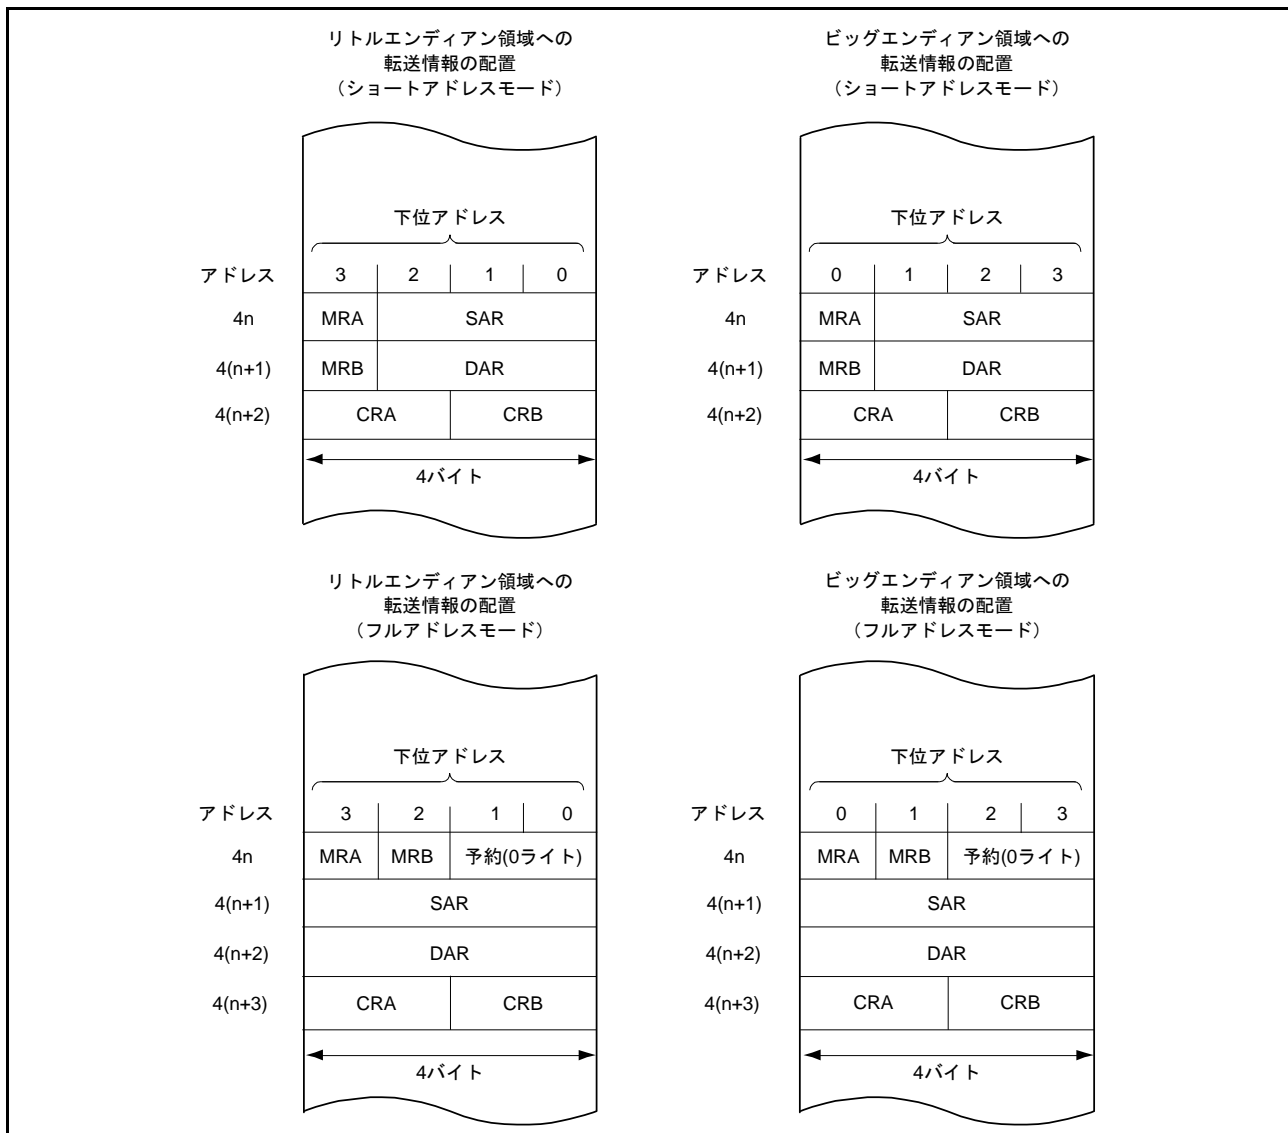 リトルエンディアン領域への
転送情報の配置
（ショートアドレスモード）
下位アドレス
アドレス 3 2 1 0
4n MRA SAR
4(n+1) MRB DAR
4(n+2) CRA CRB
4バイト
ビッグエンディアン領域への
転送情報の配置
（ショートアドレスモード）
下位アドレス
アドレス 0 1 2 3
4n MRA SAR
4(n+1) MRB DAR
4(n+2) CRA CRB
4バイト
リトルエンディアン領域への
転送情報の配置
（フルアドレスモード）
下位アドレス
アドレス 3 2 1 0
4n MRA MRB 予約(0ライト)
4(n+1) SAR
4(n+2) DAR
4(n+3) CRA CRB
4バイト
ビッグエンディアン領域への
転送情報の配置
（フルアドレスモード）
下位アドレス
アドレス 0 1 2 3
4n MRA MRB 予約(0ライト)
4(n+1) SAR
4(n+2) DAR
4(n+3) CRA CRB
4バイト